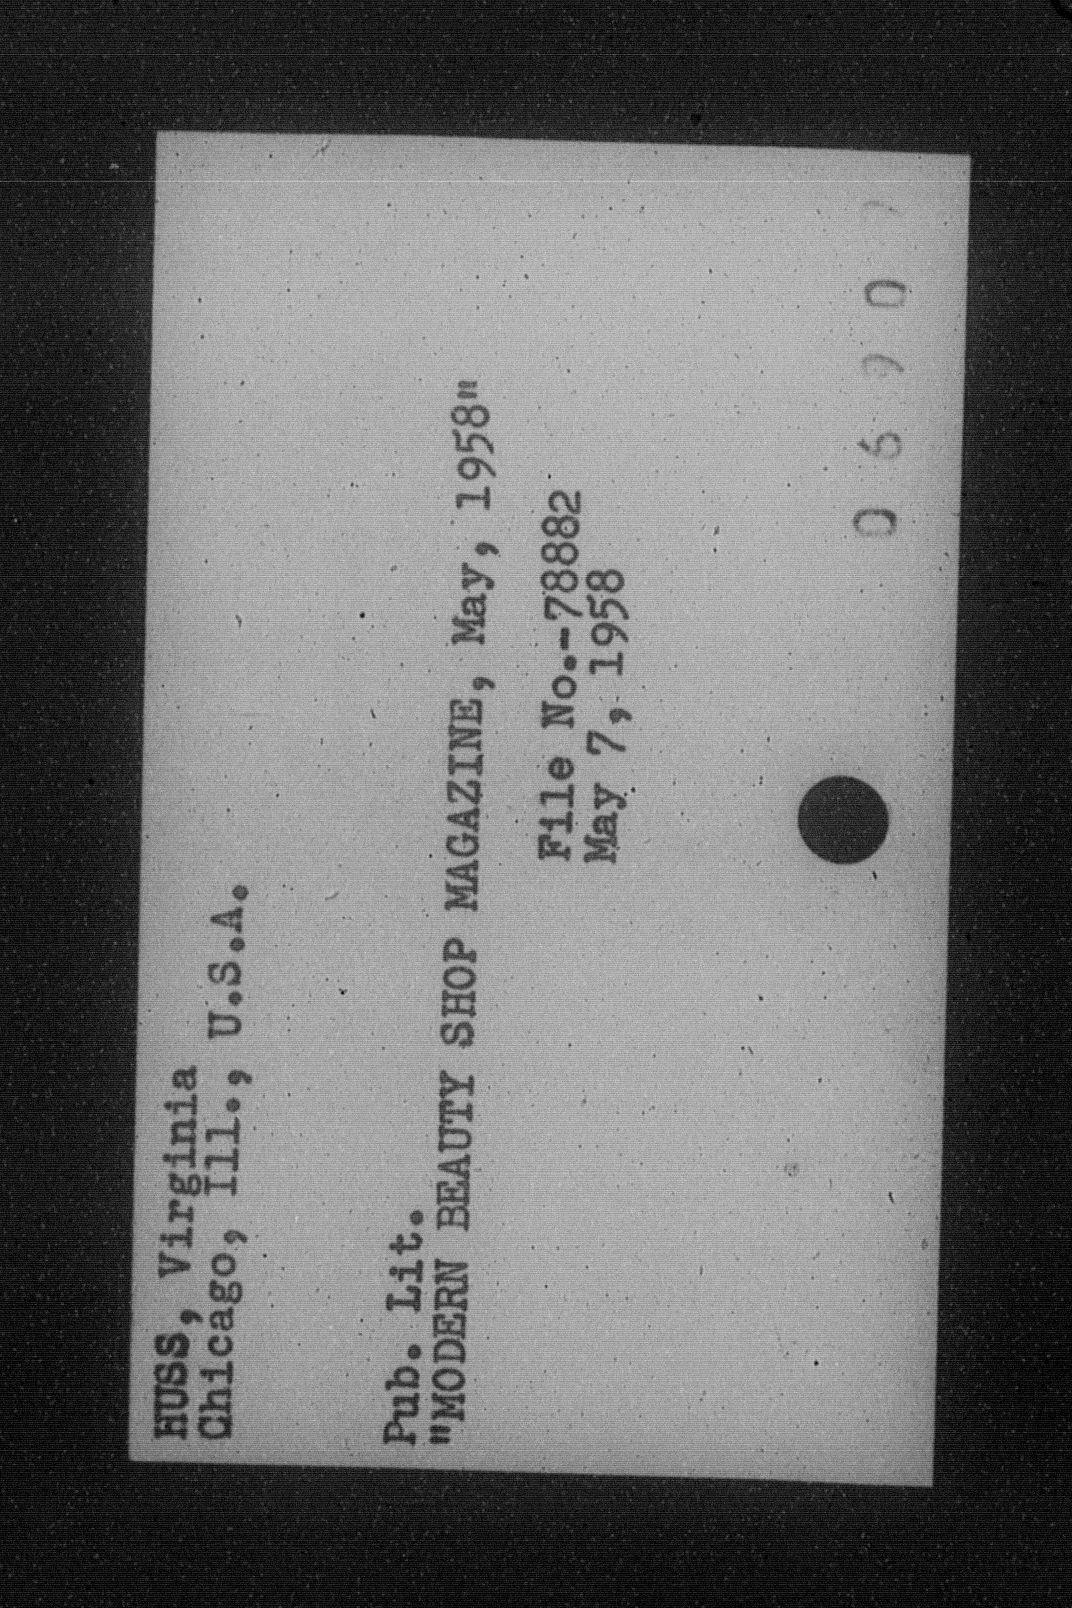 HUSS, Virginia
Chicago, Ill., U.S.A.
Pub. Lit.
"MODERN BEAUTY SHOP MAGAZINE, May, 1958"
File No.-78882
May 7, 1958